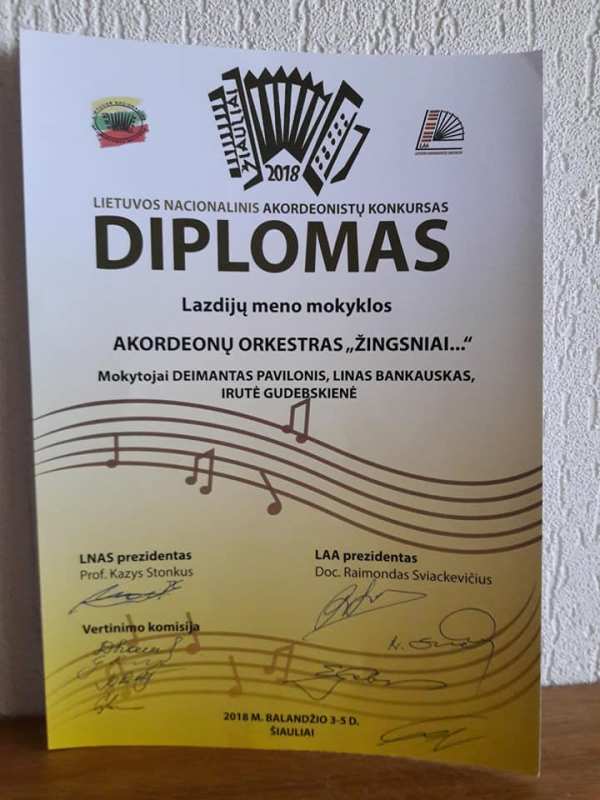 ŠIAULIAI
2018
LAA
LIETUVOS NACIONALINIS AKORDEONISTŲ KONKURSAS
DIPLOMAS
Lazdijų meno mokyklos
AKORDEONŲ ORKESTRAS „ŽINGSNIAI...“
Mokytojai DEIMANTAS PAVILONIS, LINAS BANKAUSKAS,
IRUTĖ GUDEBSKIENĖ
LNAS prezidentas
Prof. Kazys Stonkus
LAA prezidentas
Doc. Raimondas Sviackevičius
Vertinimo komisija
2018 M. BALANDŽIO 3-5 D.
ŠIAULIAI